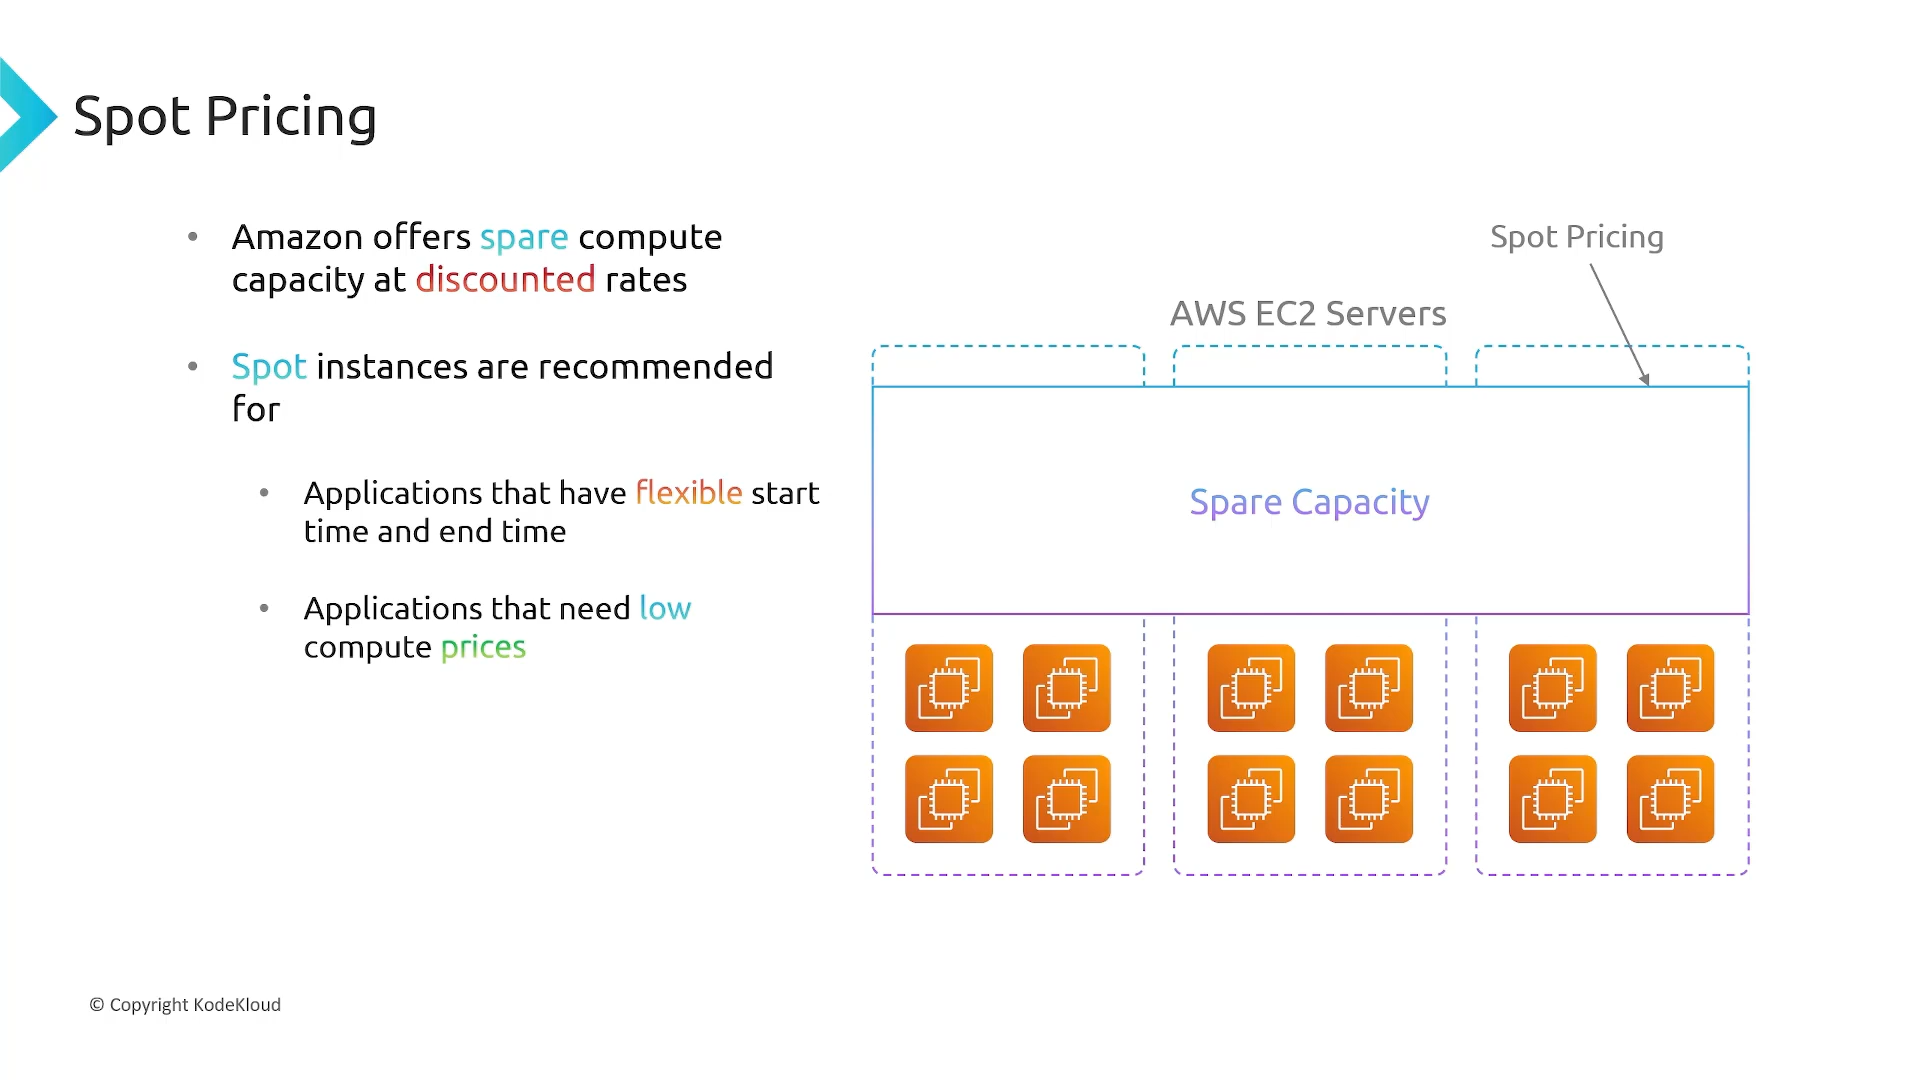 Spot Pricing
• Amazon offers spare compute
capacity at discounted rates
• Spot instances are recommended
for
• Applications that have flexible start
time and end time
• Applications that need low
compute prices
Spot Pricing
AWS EC2 Servers
Spare Capacity
© Copyright KodeKloud